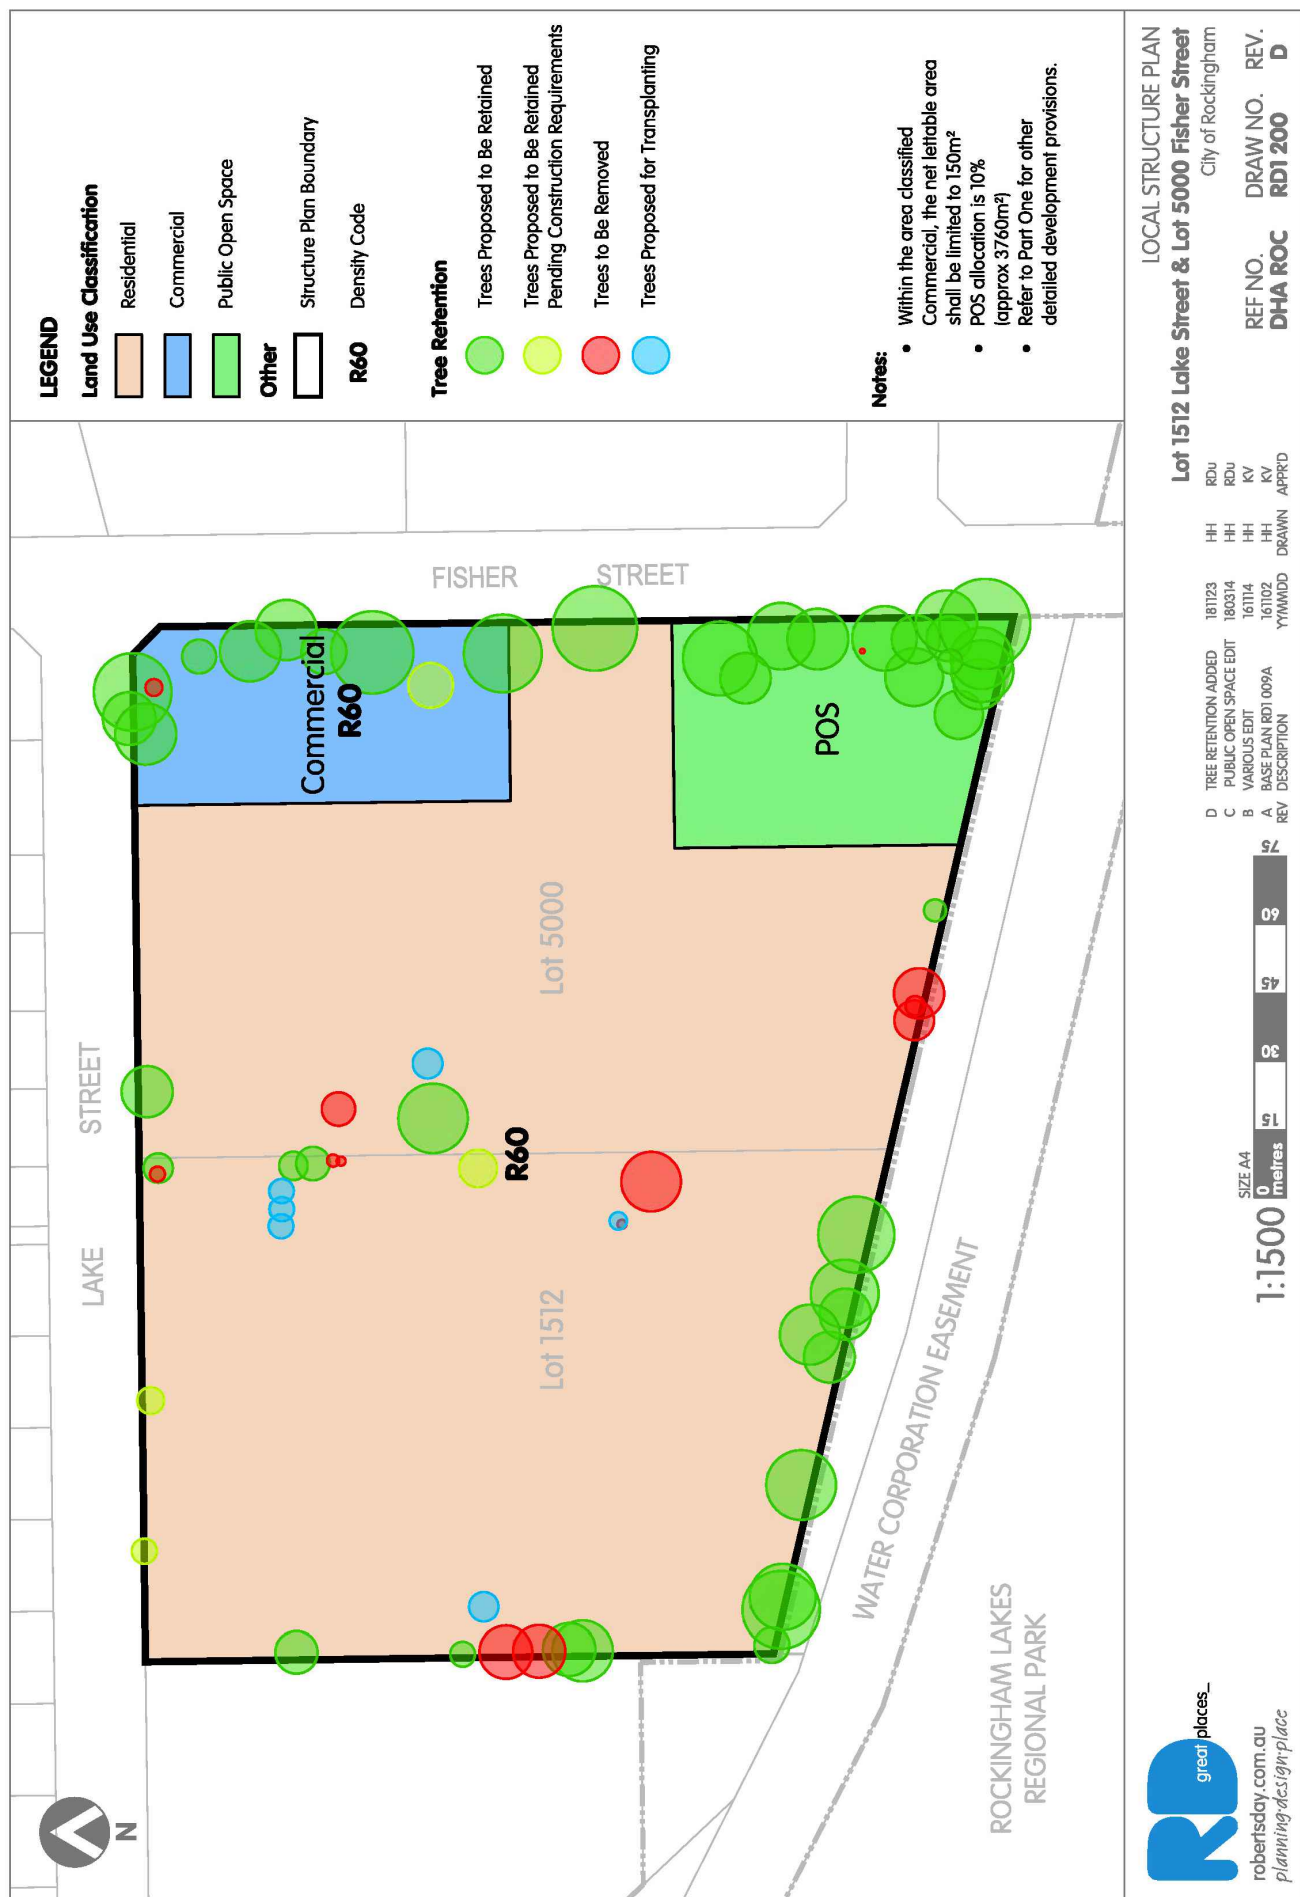 LEGEND
Land Use Classification
Residential
Commercial
Public Open Space
Other
Structure Plan Boundary
R60 Density Code
Tree Retention
Trees Proposed to Be Retained
Trees Proposed to Be Retained
Pending Construction Requirements
Trees to Be Removed
Trees Proposed for Transplanting
Notes:
• Within the area classified
Commercial, the net lettable area
shall be limited to 150m²
• POS allocation is 10%
(approx 3760m²)
• Refer to Part One for other
detailed development provisions.
N
LAKE STREET
FISHER STREET
Commercial
R60
POS
Lot 5000
R60
Lot 1512
WATER CORPORATION EASEMENT
ROCKINGHAM LAKES
REGIONAL PARK
RD
great places_
robertsday.com.au
planning·design·place
1:1500
SIZE A4
0 15 30 45 60 75
metres
D TREE RETENTION ADDED 181123 HH RDu
C PUBLIC OPEN SPACE EDIT 180314 HH RDu
B VARIOUS EDIT 161114 HH KV
A BASE PLAN RD1 009A 161102 HH KV
REV DESCRIPTION YYMMDD DRAWN APPR'D
LOCAL STRUCTURE PLAN
Lot 1512 Lake Street & Lot 5000 Fisher Street
City of Rockingham
REF NO. DRAW NO. REV.
DHA ROC RD1 200 D